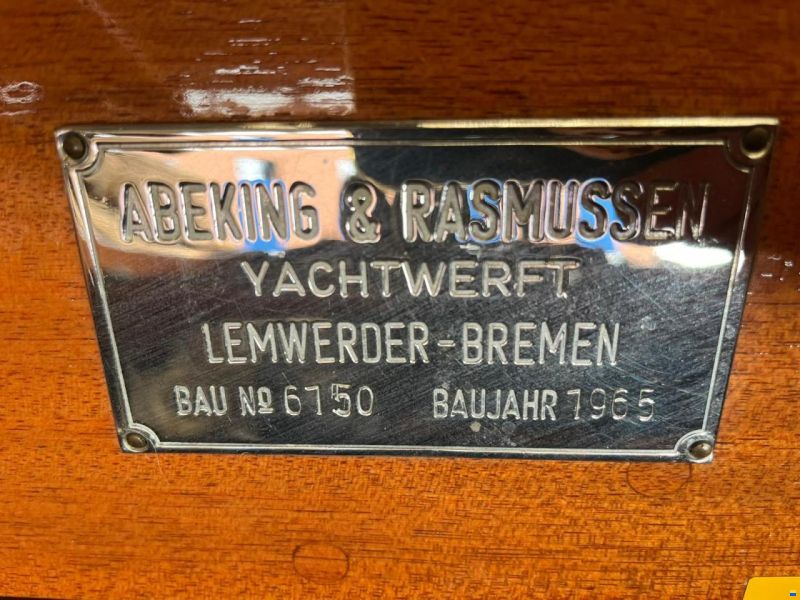 ABEKING & RASMUSSEN
YACHTWERFT
LEMWERDER-BREMEN
BAU № 6150 BAUJAHR 1965